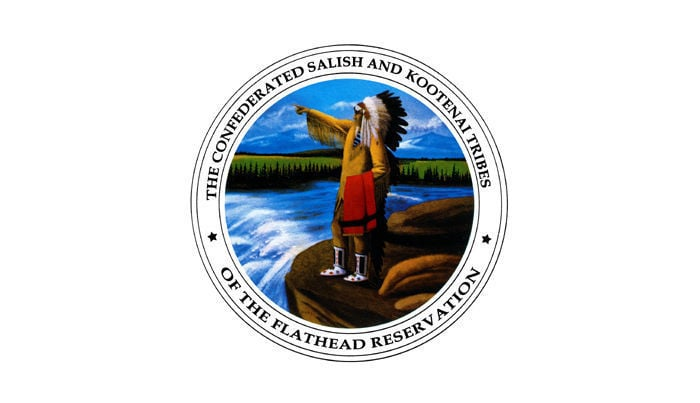 THE CONFEDERATED SALISH AND KOOTENAI TRIBES
OF THE FLATHEAD RESERVATION